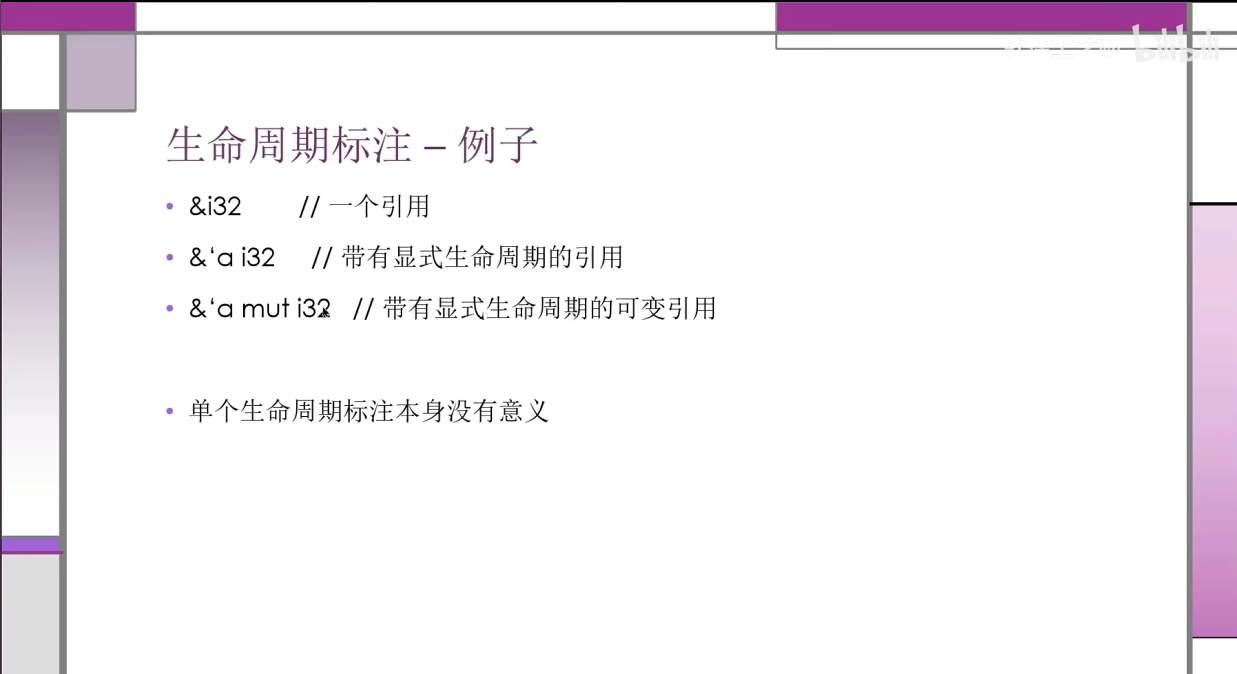 bilibili
生命周期标注 – 例子
• &i32 // 一个引用
• &‘a i32 // 带有显式生命周期的引用
• &‘a mut i32 // 带有显式生命周期的可变引用
• 单个生命周期标注本身没有意义